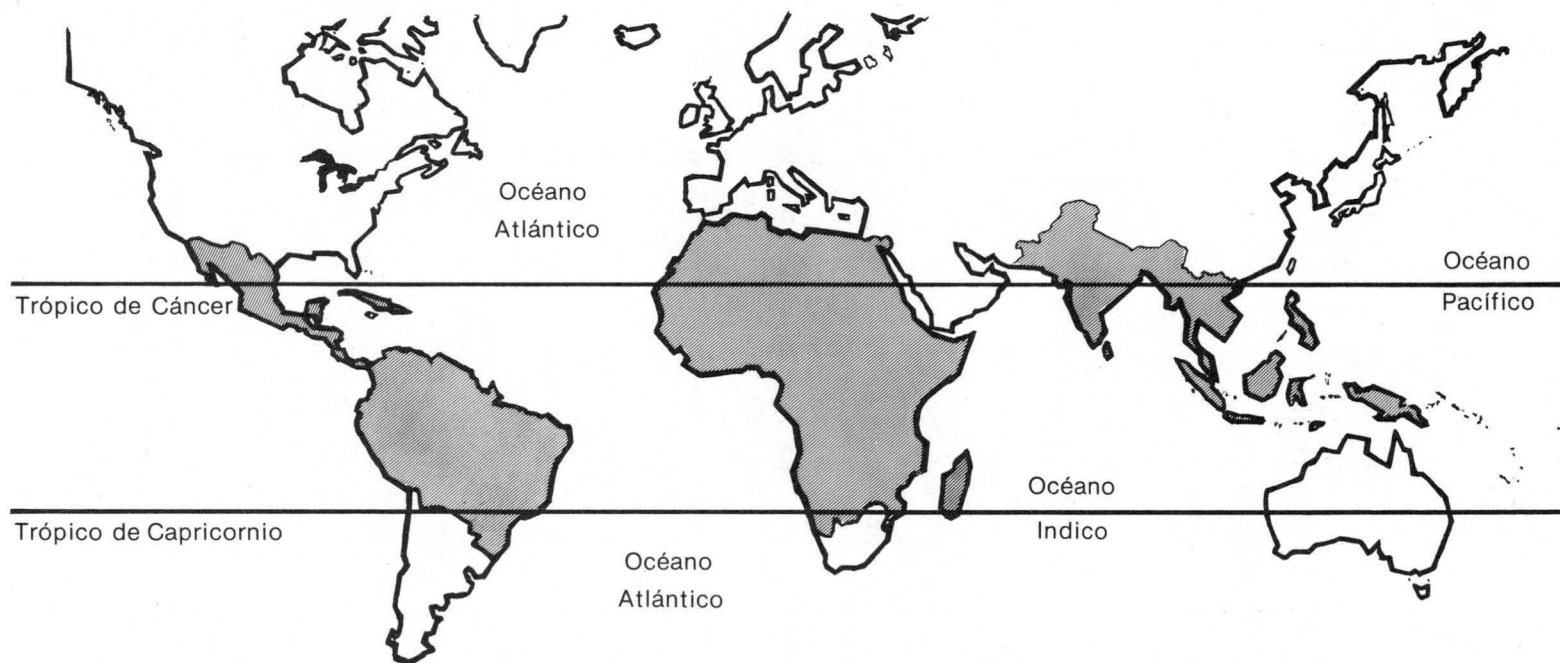 Océano
Atlántico
Océano
Pacífico
Trópico de Cáncer
Océano
Indico
Trópico de Capricornio
Océano
Atlántico